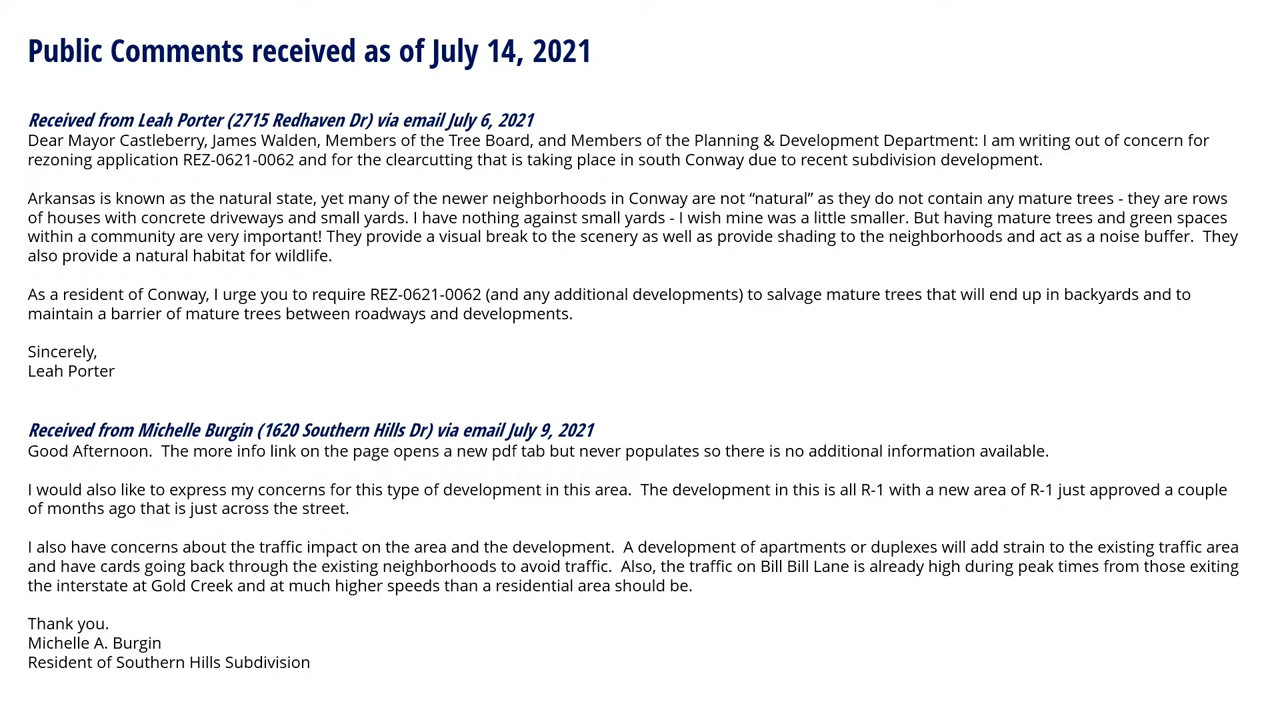 Public Comments received as of July 14, 2021
Received from Leah Porter (2715 Redhaven Dr) via email July 6, 2021
Dear Mayor Castleberry, James Walden, Members of the Tree Board, and Members of the Planning & Development Department: I am writing out of concern for
rezoning application REZ-0621-0062 and for the clearcutting that is taking place in south Conway due to recent subdivision development.
Arkansas is known as the natural state, yet many of the newer neighborhoods in Conway are not “natural” as they do not contain any mature trees - they are rows
of houses with concrete driveways and small yards. I have nothing against small yards - I wish mine was a little smaller. But having mature trees and green spaces
within a community are very important! They provide a visual break to the scenery as well as provide shading to the neighborhoods and act as a noise buffer.  They
also provide a natural habitat for wildlife.
As a resident of Conway, I urge you to require REZ-0621-0062 (and any additional developments) to salvage mature trees that will end up in backyards and to
maintain a barrier of mature trees between roadways and developments.
Sincerely,
Leah Porter
Received from Michelle Burgin (1620 Southern Hills Dr) via email July 9, 2021
Good Afternoon.  The more info link on the page opens a new pdf tab but never populates so there is no additional information available.
I would also like to express my concerns for this type of development in this area.  The development in this is all R-1 with a new area of R-1 just approved a couple
of months ago that is just across the street.
I also have concerns about the traffic impact on the area and the development.  A development of apartments or duplexes will add strain to the existing traffic area
and have cards going back through the existing neighborhoods to avoid traffic.  Also, the traffic on Bill Bill Lane is already high during peak times from those exiting
the interstate at Gold Creek and at much higher speeds than a residential area should be.
Thank you.
Michelle A. Burgin
Resident of Southern Hills Subdivision